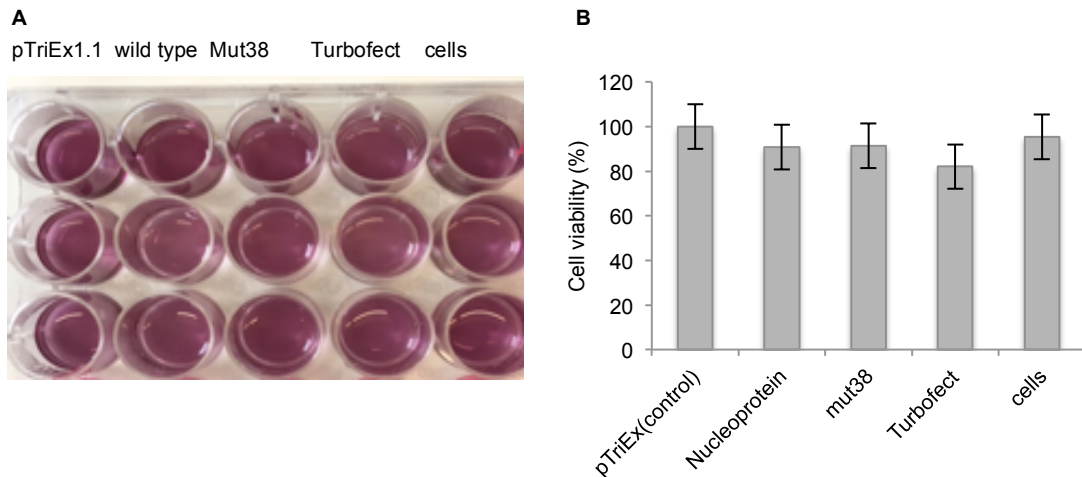 A
pTriEx1.1 wild type Mut38 Turbofect cells
B
120
100
80
60
40
20
0
Cell viability (%)
pTriEx(control)
Nucleoprotein
mut38
Turbofect
cells